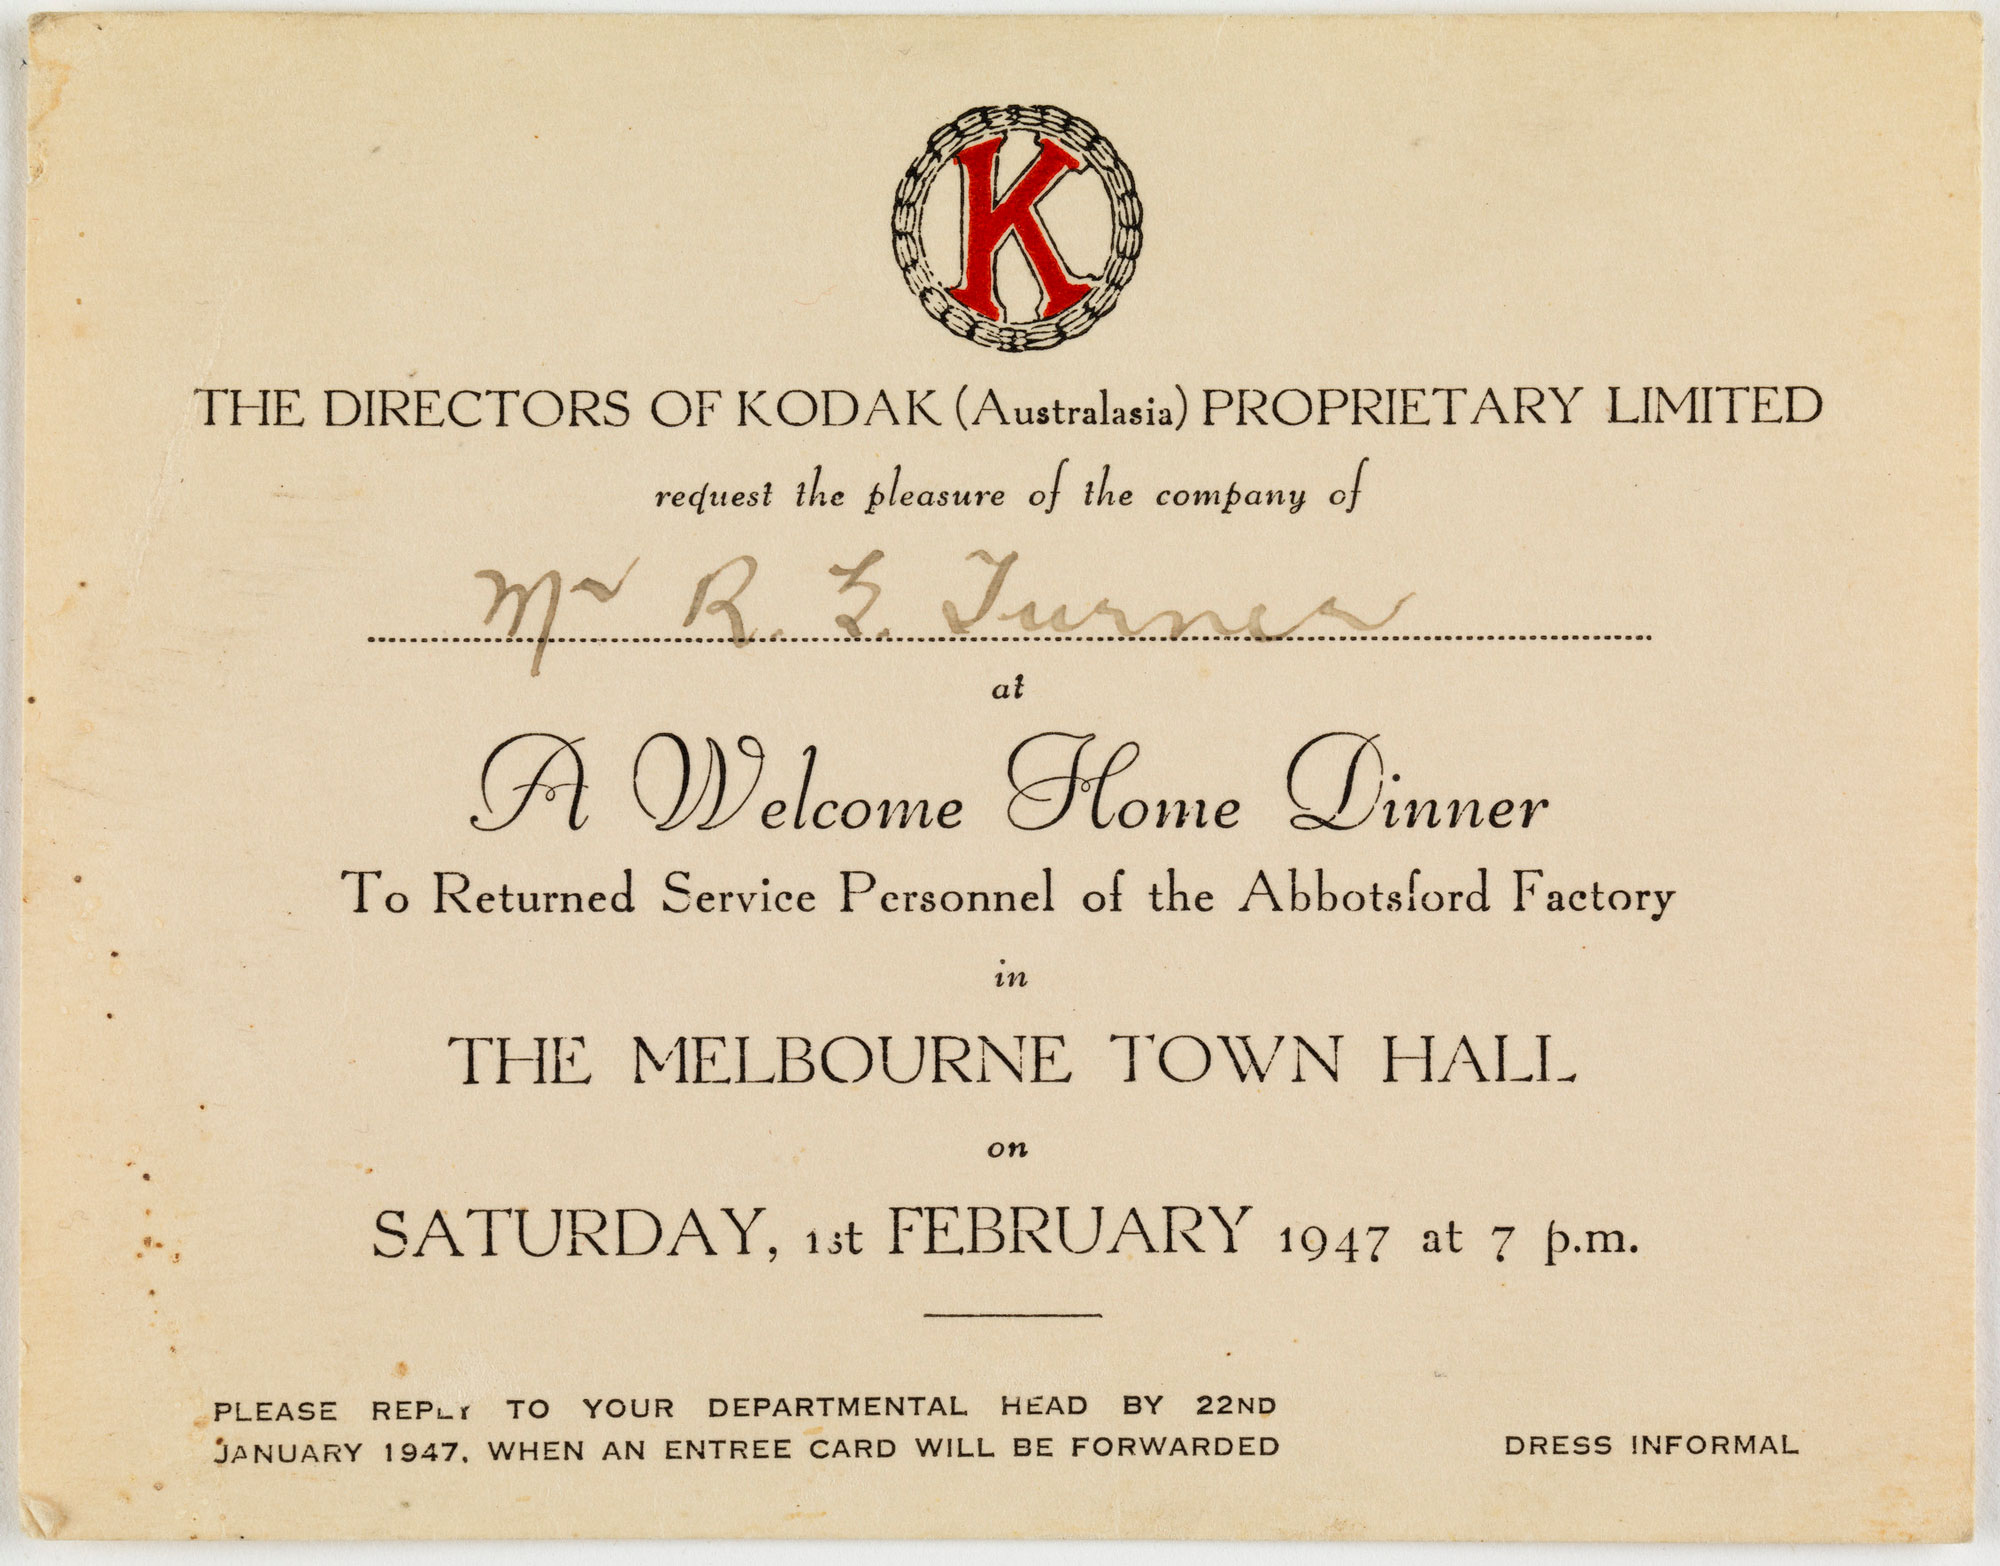 K
THE DIRECTORS OF KODAK (Australasia) PROPRIETARY LIMITED
request the pleasure of the company of
Mr R. Turner
at
A Welcome Home Dinner
To Returned Service Personnel of the Abbotsford Factory
in
THE MELBOURNE TOWN HALL
on
SATURDAY, 1st FEBRUARY 1947 at 7 p.m.
PLEASE REPLY TO YOUR DEPARTMENTAL HEAD BY 22ND
JANUARY 1947, WHEN AN ENTREE CARD WILL BE FORWARDED
DRESS INFORMAL